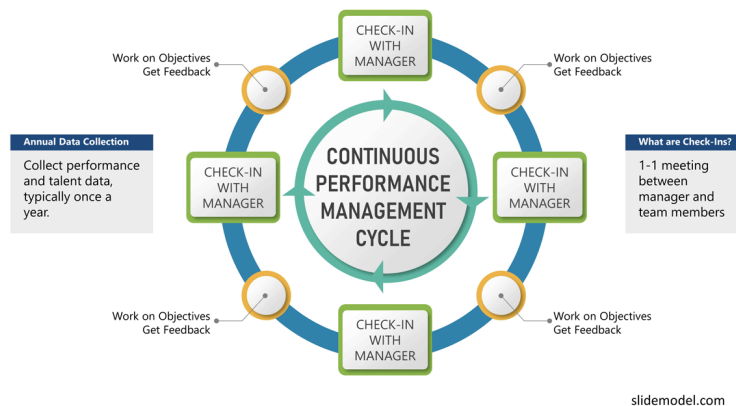 CHECK-IN
WITH
MANAGER
Work on Objectives
Get Feedback
Work on Objectives
Get Feedback
Annual Data Collection
Collect performance
and talent data,
typically once a
year.
CHECK-IN
WITH
MANAGER
CONTINUOUS
PERFORMANCE
MANAGEMENT
CYCLE
CHECK-IN
WITH
MANAGER
What are Check-Ins?
1-1 meeting
between
manager and
team members
Work on Objectives
Get Feedback
Work on Objectives
Get Feedback
CHECK-IN
WITH
MANAGER
slidemodel.com